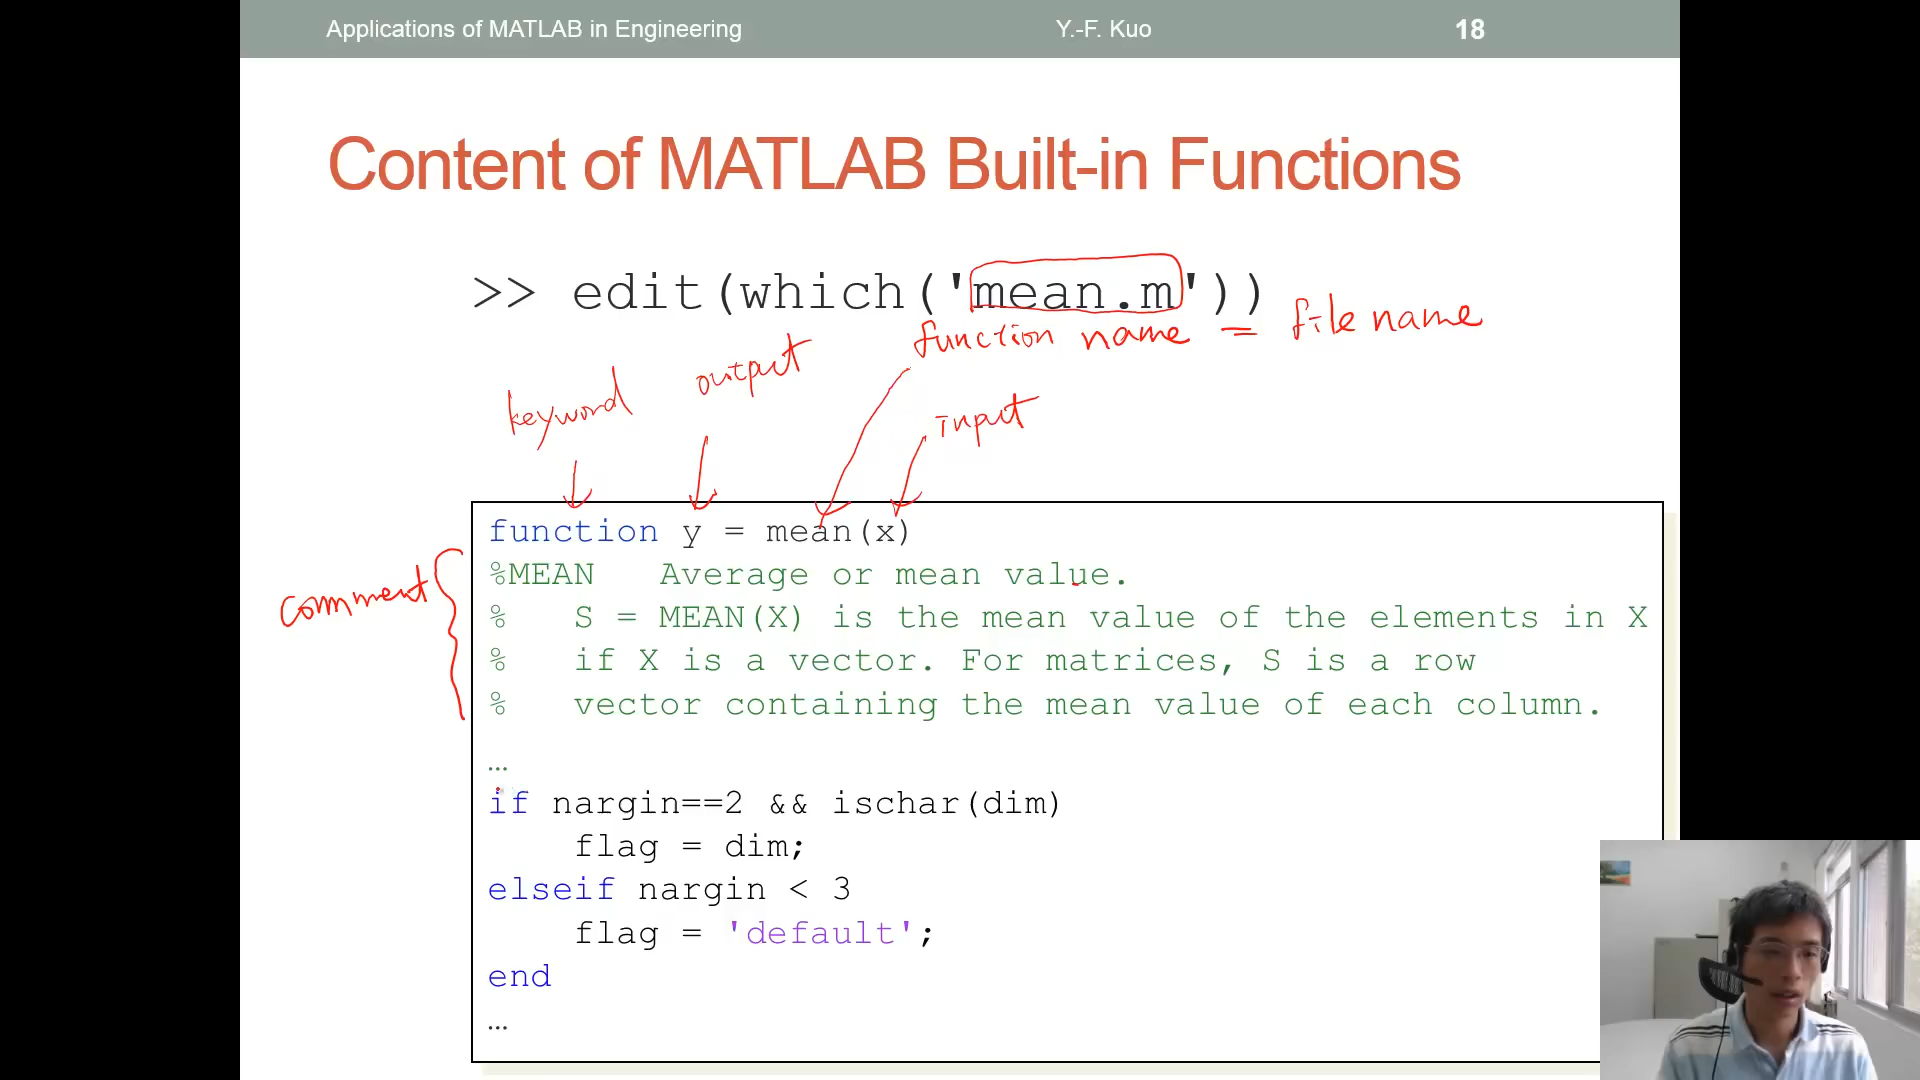 Applications of MATLAB in Engineering Y.-F. Kuo 18
Content of MATLAB Built-in Functions
>> edit(which('mean.m'))
function name = file name
keyword output
input
function y = mean(x)
comment
%MEAN   Average or mean value.
%   S = MEAN(X) is the mean value of the elements in X
%   if X is a vector. For matrices, S is a row
%   vector containing the mean value of each column.
…
if nargin==2 && ischar(dim)
    flag = dim;
elseif nargin < 3
    flag = 'default';
end
…